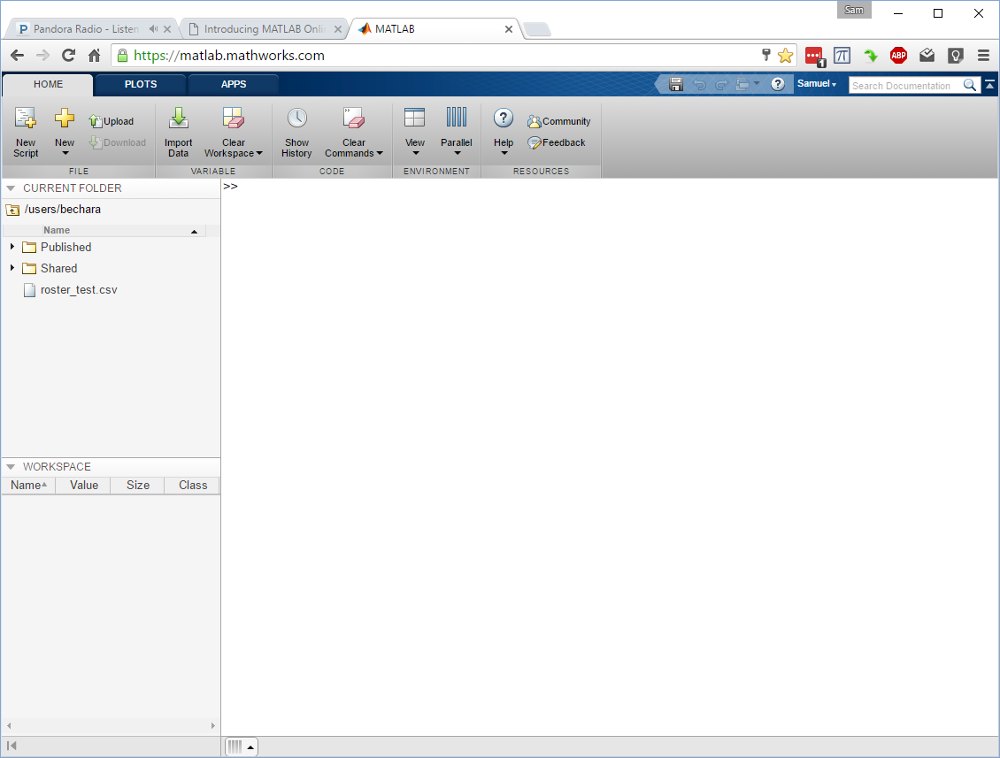 Sam
Pandora Radio - Listen
Introducing MATLAB Onli
MATLAB
https://matlab.mathworks.com
1
π
ABP
HOME PLOTS APPS
Samuel
Search Documentation
New Script
New
Upload
Download
Import Data
Clear Workspace
Show History
Clear Commands
View
Parallel
Help
Community
Feedback
FILE VARIABLE CODE ENVIRONMENT RESOURCES
CURRENT FOLDER
/users/bechara
Name
Published
Shared
roster_test.csv
>>
WORKSPACE
Name Value Size Class